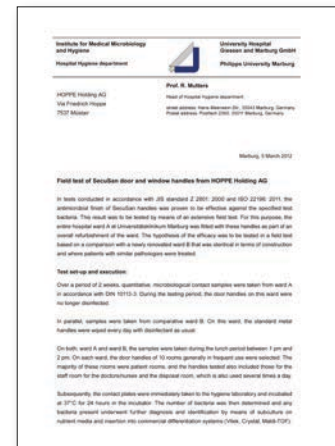 Institute for Medical Microbiology
and Hygiene
Hospital Hygiene department
University Hospital
Giessen and Marburg GmbH
Philipps University Marburg
HOPPE Holding AG
Via Friedrich Hoppe
7537 Müstair
Prof. R. Mutters
Head of Hospital Hygiene department
Marburg, 5 March 2012
Field test of SecuSan door and window handles from HOPPE Holding AG
In tests conducted in accordance with JIS standard Z 2801: 2000 and ISO 22196: 2011, the
antimicrobial finish of SecuSan handles was proven to be effective against the specified test
bacteria. This result was to be tested by means of an extensive field test. For this purpose, the
entire hospital ward A at Universitätsklinikum Marburg was fitted with these handles as part of an
overall refurbishment of the ward. The hypothesis of the efficacy was to be tested in a field test
based on a comparison with a newly renovated ward B that was identical in terms of construction
and where patients with similar pathologies were treated.
Test set-up and execution:
Over a period of 2 weeks, quantitative, microbiological contact samples were taken from ward A
in accordance with DIN 10113-3. During the testing period, the door handles on this ward were
no longer disinfected.
In parallel, samples were taken from comparative ward B. On this ward, the standard metal
handles were wiped every day with disinfectant as usual.
On both, ward A and ward B, the samples were taken during the lunch period between 1 pm and
2 pm. On each ward, the door handles of 10 rooms generally in frequent use were selected. The
majority of these rooms were patient rooms, and the handles tested also included those for the
staff room for the doctors/nurses and the disposal room, which is also used several times a day.
Subsequently, the contact plates were immediately taken to the hygiene laboratory and incubated
at 37°C for 24 hours in the incubator. The number of bacteria was then determined and any
bacteria present underwent further diagnosis and identification by means of subculture on
nutrient media and insertion into commercial differentiation systems (Vitek, Crystal, Maldi-TOF).